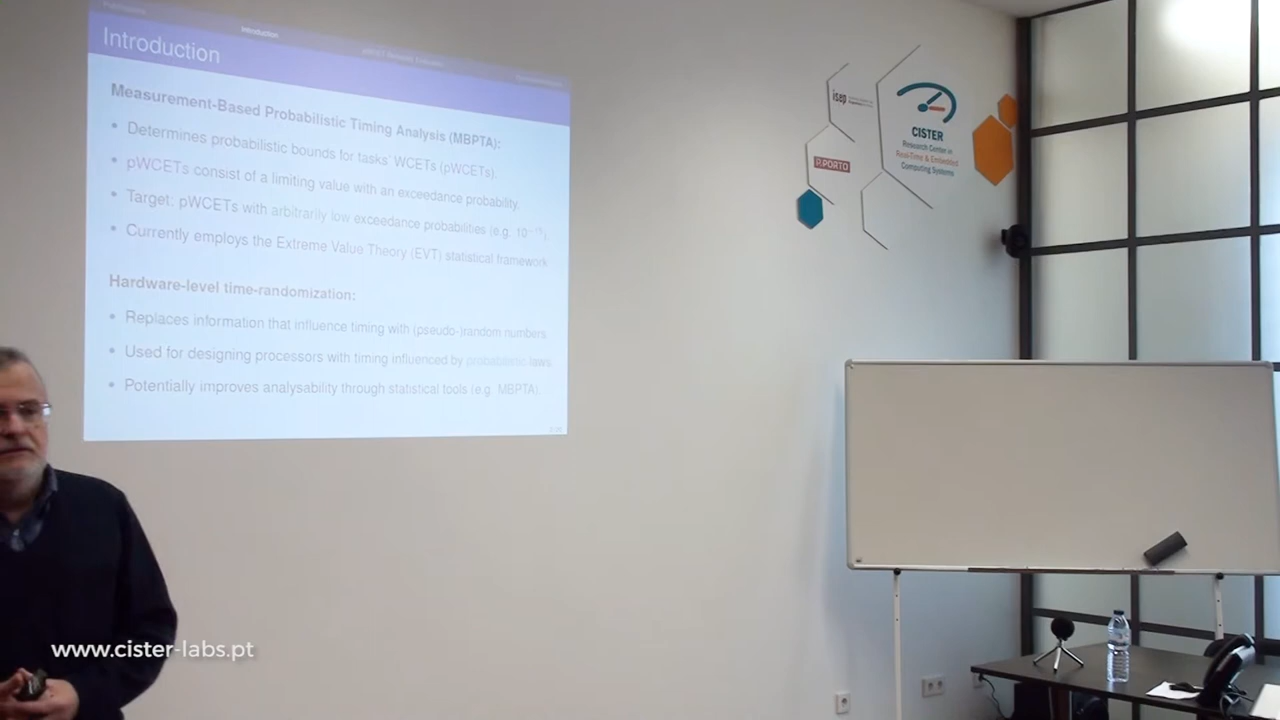 Introduction
Introduction
Measurement-Based Probabilistic Timing Analysis (MBPTA):
• Determines probabilistic bounds for tasks' WCETs (pWCETs).
• pWCETs consist of a limiting value with an exceedance probability.
• Target: pWCETs with arbitrarily low exceedance probabilities (e.g.
• Currently employs the Extreme Value Theory (EVT) statistical framework
Hardware-level time-randomization:
• Replaces information that influence timing with (pseudo-)random numbers
• Used for designing processors with timing influenced by probabilistic laws
• Potentially improves analysability through statistical tools (e.g. MBPTA).
isep
P.PORTO
CISTER
Research Center in
Real-Time & Embedded
Computing Systems
www.cister-labs.pt